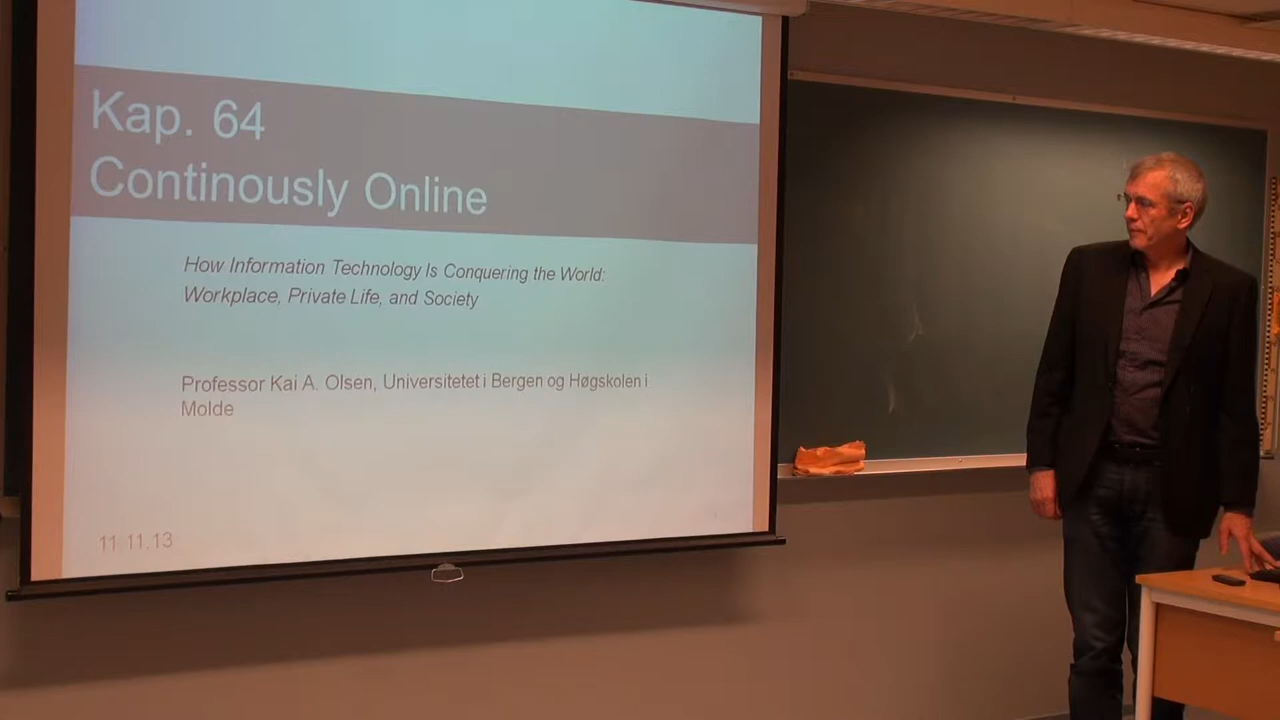 Kap. 64
Continously Online
How Information Technology Is Conquering the World:
Workplace, Private Life, and Society
Professor Kai A. Olsen, Universitetet i Bergen og Høgskolen i
Molde
11.11.13